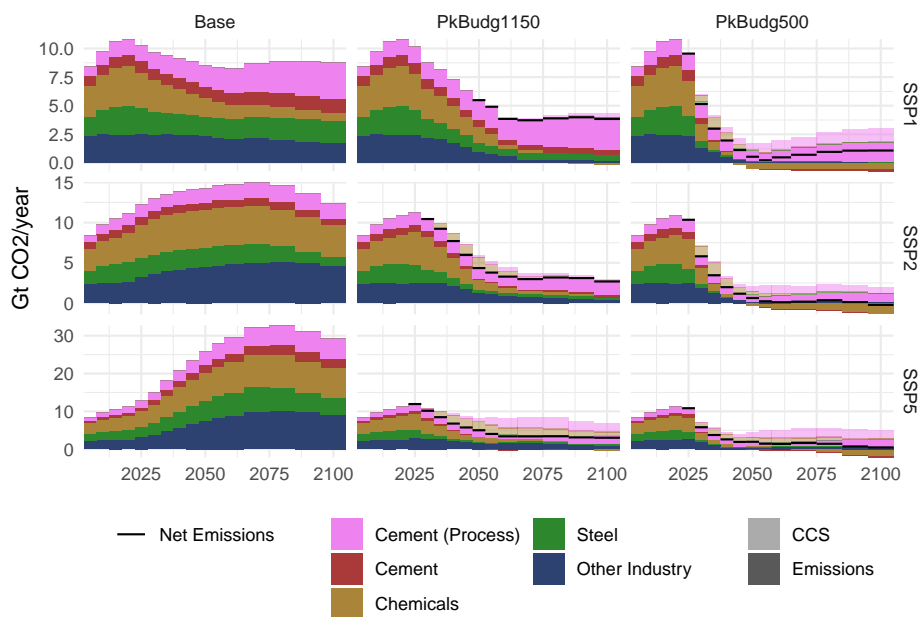 Base PkBudg1150 PkBudg500
10.0
7.5
5.0
2.5
0.0
SSP1
15
10
5
0
SSP2
30
20
10
0
SSP5
Gt CO2/year
2025 2050 2075 2100 2025 2050 2075 2100 2025 2050 2075 2100
Net Emissions Cement (Process) Steel CCS
Cement Other Industry Emissions
Chemicals